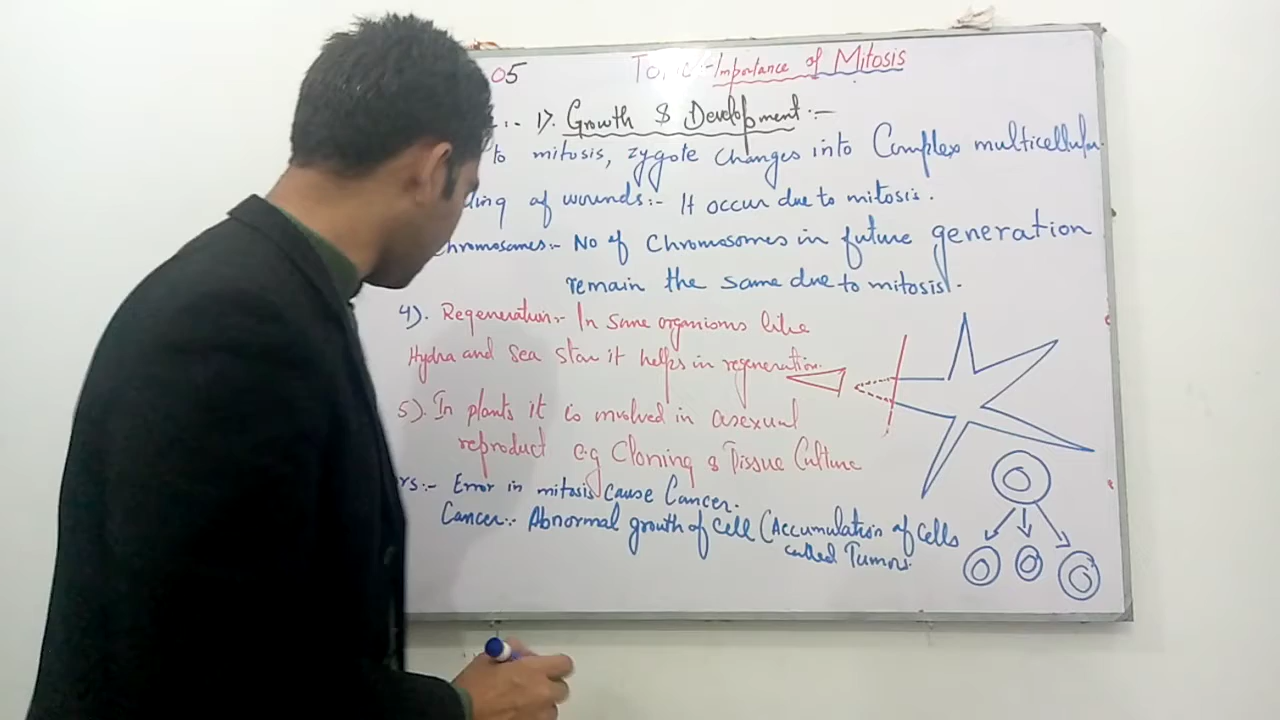 05 Topic:- Importance of Mitosis
:- 1). Growth & Development:-
to mitosis, zygote changes into Complex multicellular.
ling of wounds:- It occur due to mitosis.
chromosomes:- No of Chromosomes in future generation
remain the same due to mitosis.
4). Regeneration:- In some organisms like
Hydra and Sea star it helps in regeneration.
5). In plants it is involved in asexual
reproduct e.g Cloning & Tissue Culture
rs:- Error in mitosis cause Cancer.
Cancer:- Abnormal growth of cell (Accumulation of cells
called Tumor.